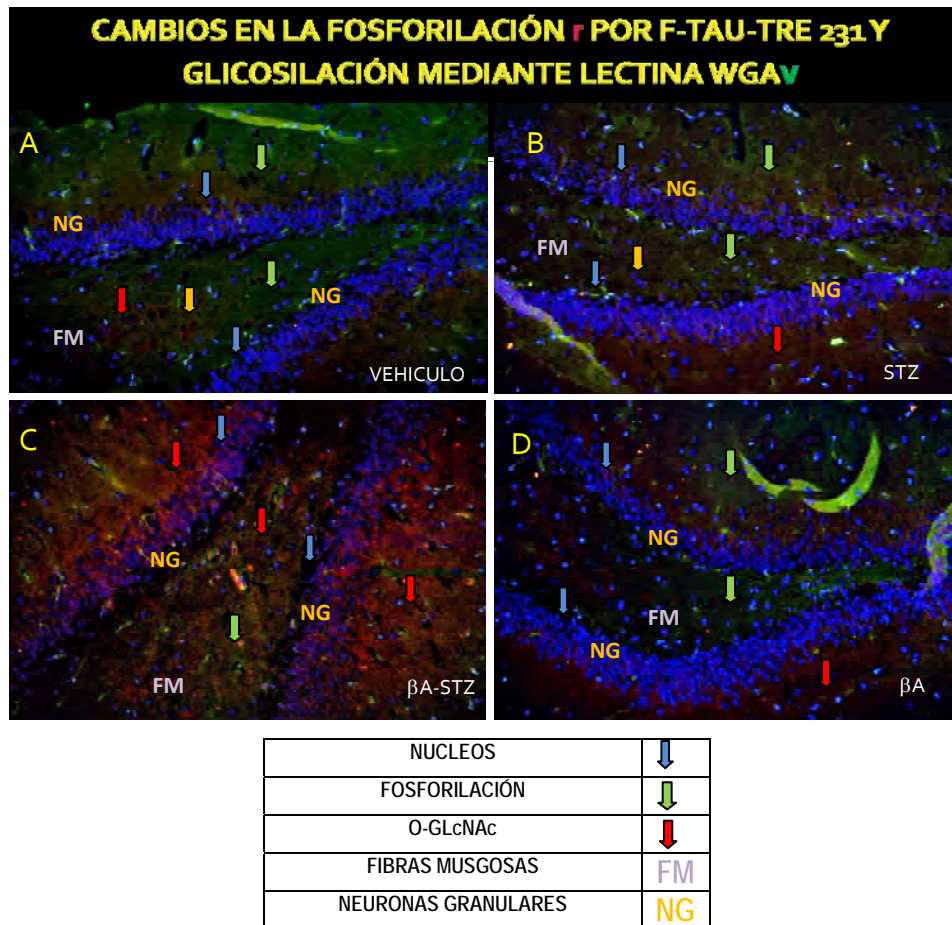 CAMBIOS EN LA FOSFORILACIÓN r POR F-TAU-TRE 231 Y
GLICOSILACIÓN MEDIANTE LECTINA WGAv
A
NG
NG
FM
VEHICULO
B
NG
FM
NG
STZ
C
NG
NG
FM
βA-STZ
D
NG
FM
NG
βA
NUCLEOS
FOSFORILACIÓN
O-GLcNAc
FIBRAS MUSGOSAS FM
NEURONAS GRANULARES NG